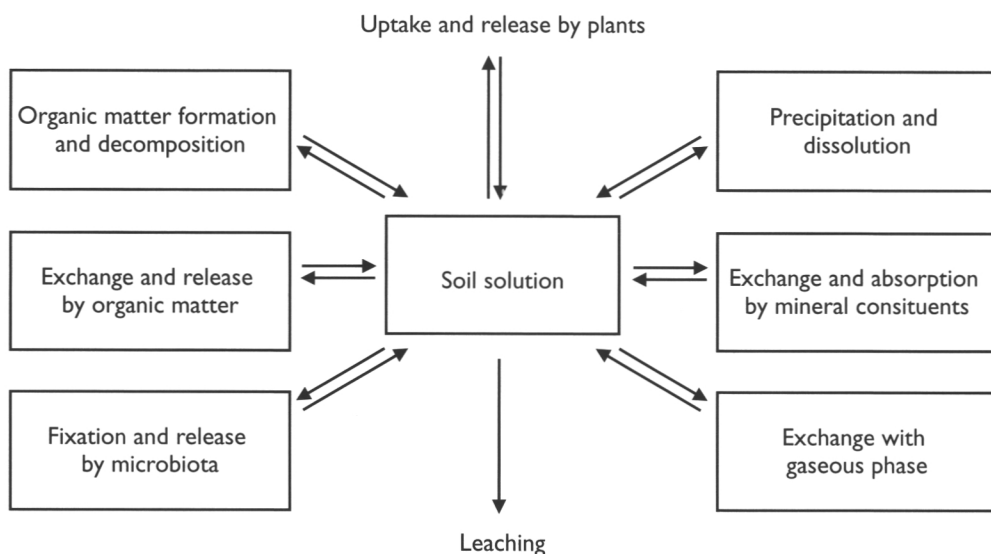 Uptake and release by plants
Organic matter formation
and decomposition
Precipitation and
dissolution
Exchange and release
by organic matter
Soil solution
Exchange and absorption
by mineral consituents
Fixation and release
by microbiota
Exchange with
gaseous phase
Leaching